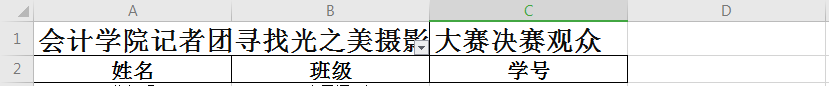 A B C D
1 会计学院记者团寻找光之美摄影大赛决赛观众
2 姓名 班级 学号